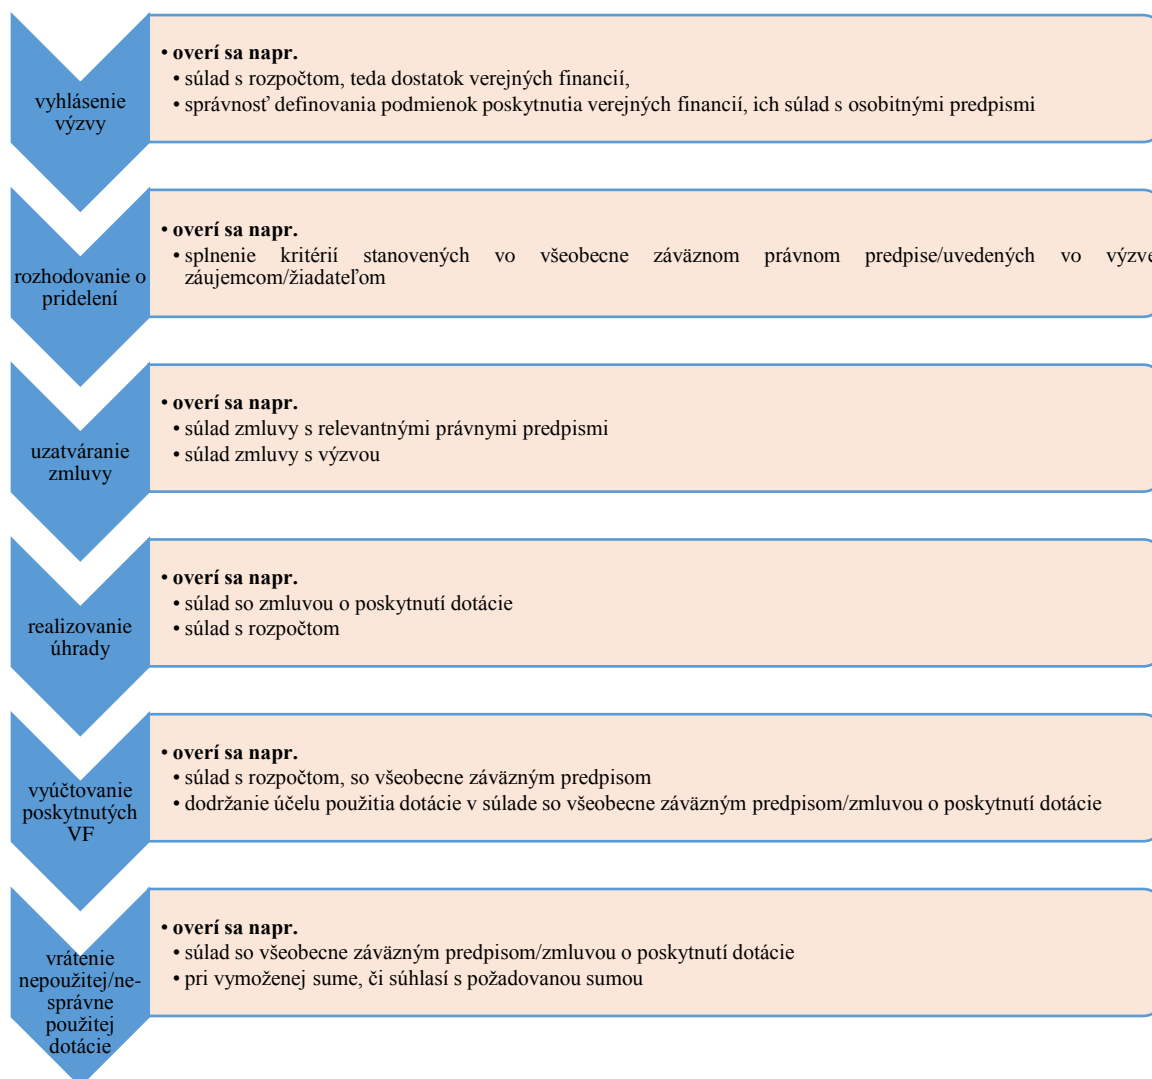 vyhlásenie
výzvy
• overí sa napr.
• súlad s rozpočtom, teda dostatok verejných financií,
• správnosť definovania podmienok poskytnutia verejných financií, ich súlad s osobitnými predpismi
rozhodovanie o
pridelení
• overí sa napr.
• splnenie kritérií stanovených vo všeobecne záväznom právnom predpise/uvedených vo výzve
záujemcom/žiadateľom
uzatváranie
zmluvy
• overí sa napr.
• súlad zmluvy s relevantnými právnymi predpismi
• súlad zmluvy s výzvou
realizovanie
úhrady
• overí sa napr.
• súlad so zmluvou o poskytnutí dotácie
• súlad s rozpočtom
vyúčtovanie
poskytnutých
VF
• overí sa napr.
• súlad s rozpočtom, so všeobecne záväzným predpisom
• dodržanie účelu použitia dotácie v súlade so všeobecne záväzným predpisom/zmluvou o poskytnutí dotácie
vrátenie
nepoužitej/ne-
správne
použitej
dotácie
• overí sa napr.
• súlad so všeobecne záväzným predpisom/zmluvou o poskytnutí dotácie
• pri vymoženej sume, či súhlasí s požadovanou sumou